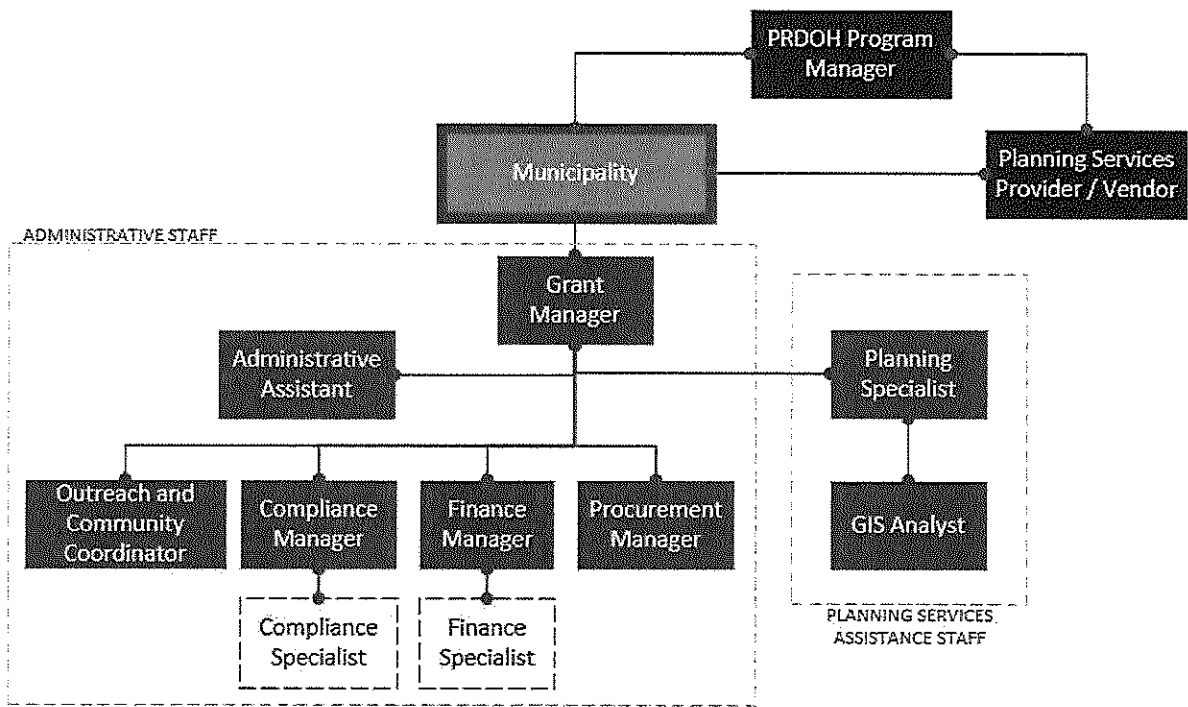 PRDOH Program
Manager
Municipality
Planning Services
Provider / Vendor
ADMINISTRATIVE STAFF
Grant
Manager
Administrative
Assistant
Planning
Specialist
Outreach and
Community
Coordinator
Compliance
Manager
Finance
Manager
Procurement
Manager
GIS Analyst
Compliance
Specialist
Finance
Specialist
PLANNING SERVICES
ASSISTANCE STAFF